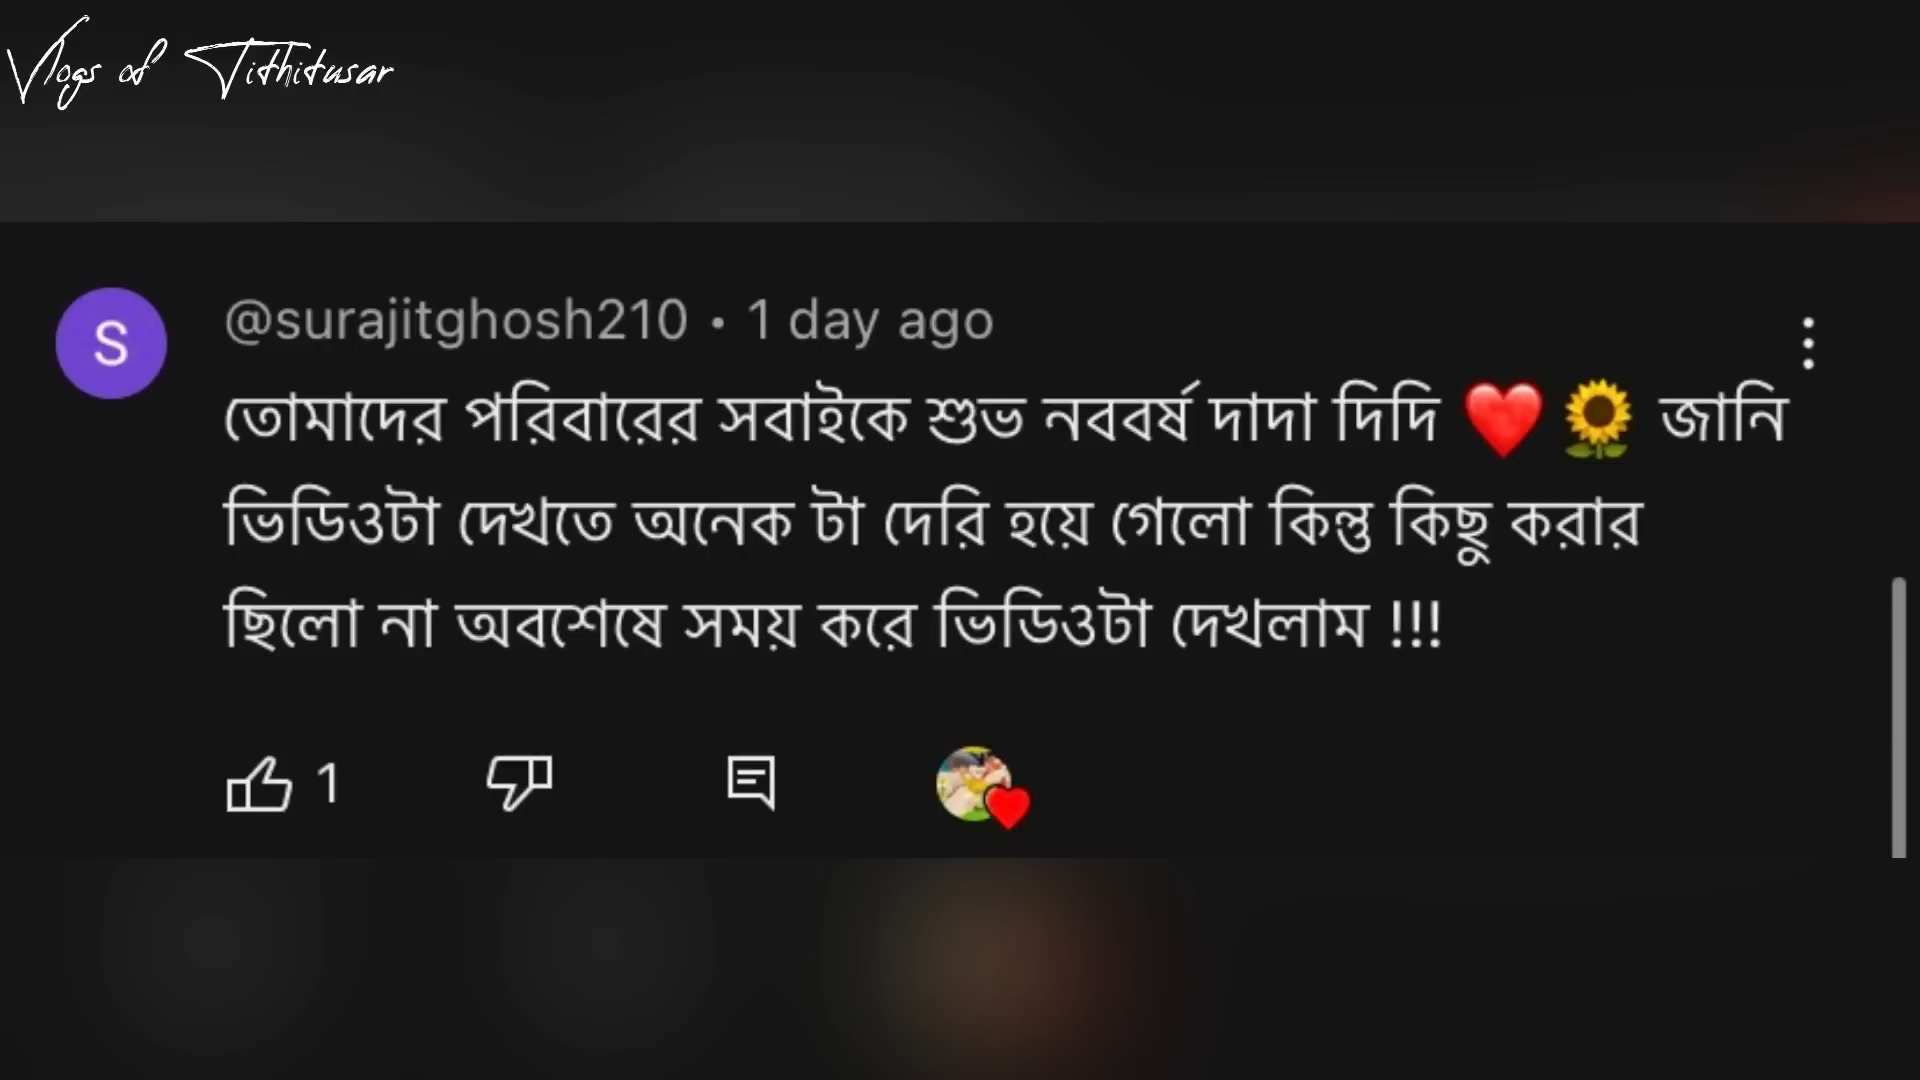 Vlogs of Tithitusar
S
@surajitghosh210 • 1 day ago
তোমাদের পরিবারের সবাইকে শুভ নববর্ষ দাদা দিদি ❤️ 🌻 জানি
ভিডিওটা দেখতে অনেক টা দেরি হয়ে গেলো কিন্তু কিছু করার
ছিলো না অবশেষে সময় করে ভিডিওটা দেখলাম !!!
1